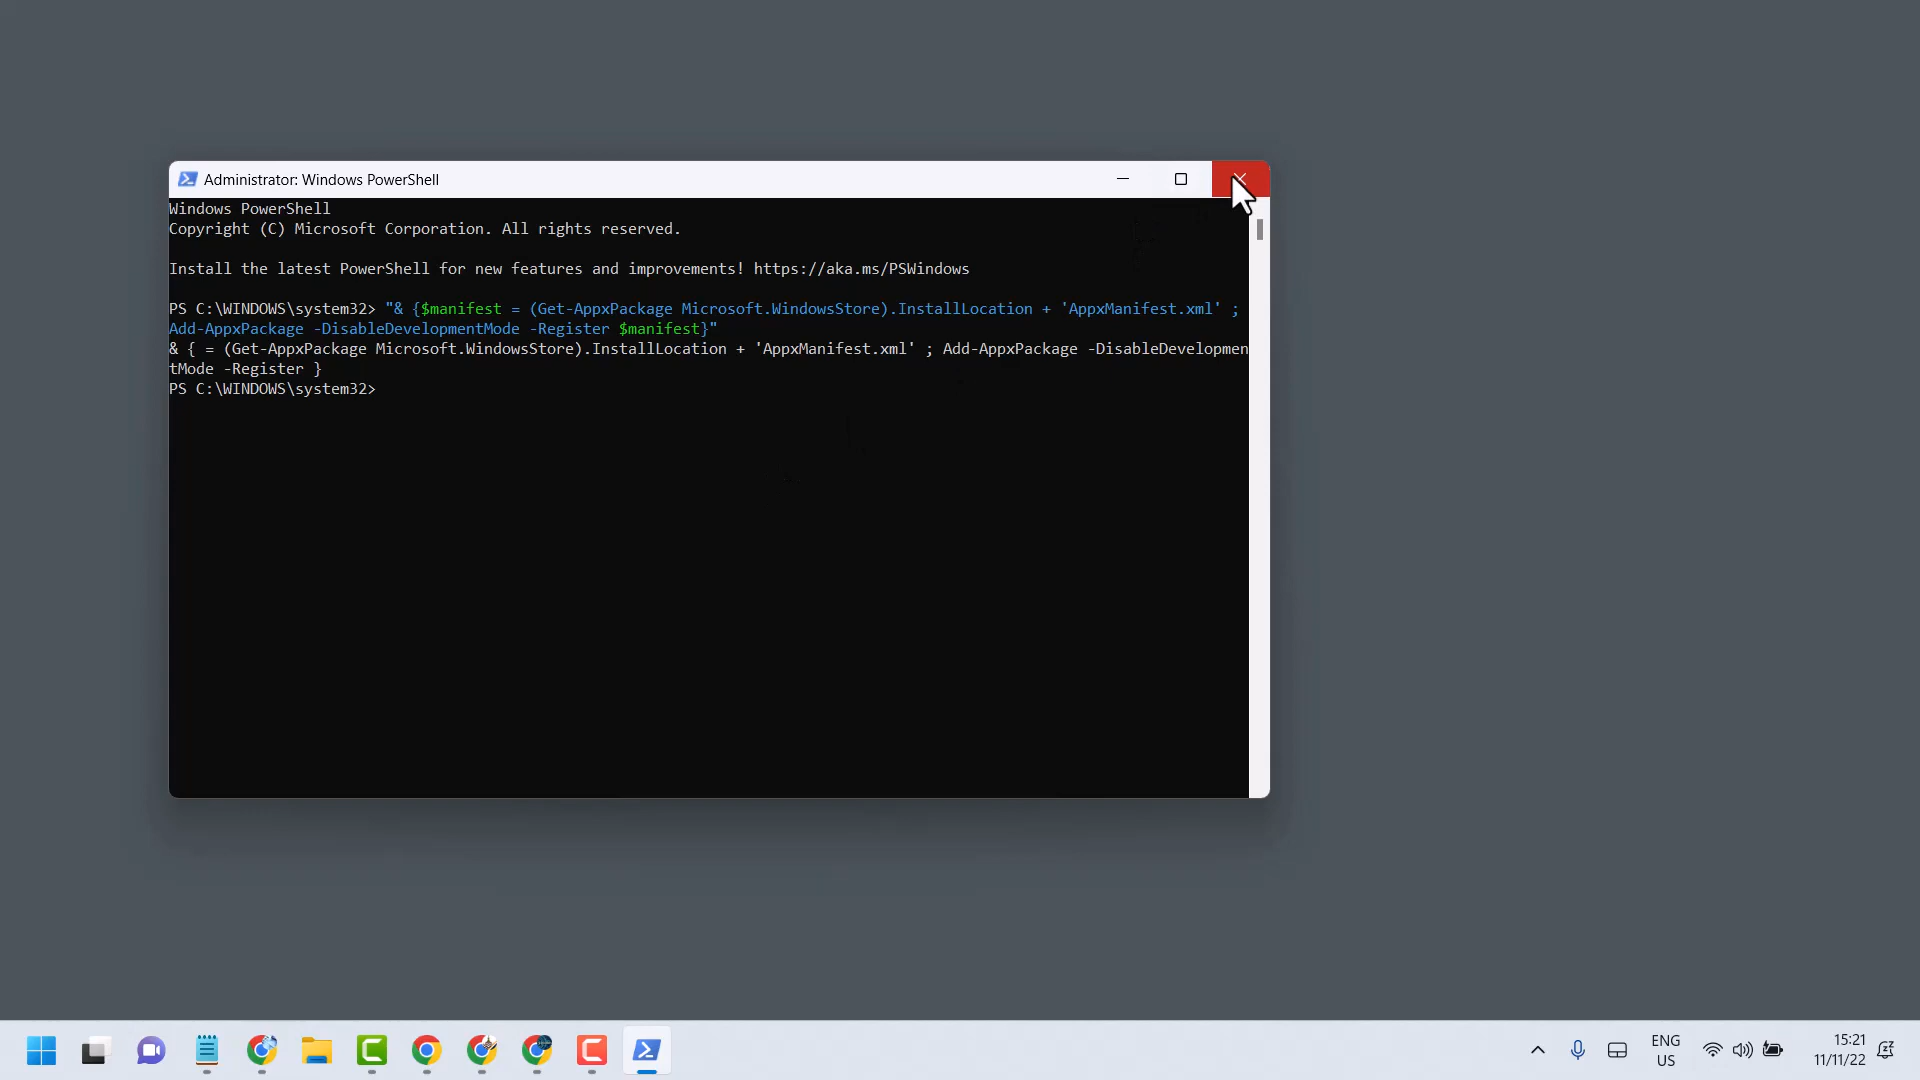 Administrator: Windows PowerShell
Windows PowerShell
Copyright (C) Microsoft Corporation. All rights reserved.
Install the latest PowerShell for new features and improvements! https://aka.ms/PSWindows
PS C:\WINDOWS\system32> "& {$manifest = (Get-AppxPackage Microsoft.WindowsStore).InstallLocation + 'AppxManifest.xml' ;
Add-AppxPackage -DisableDevelopmentMode -Register $manifest}"
& { = (Get-AppxPackage Microsoft.WindowsStore).InstallLocation + 'AppxManifest.xml' ; Add-AppxPackage -DisableDevelopmen
tMode -Register }
PS C:\WINDOWS\system32>
ENG
US
15:21
11/11/22